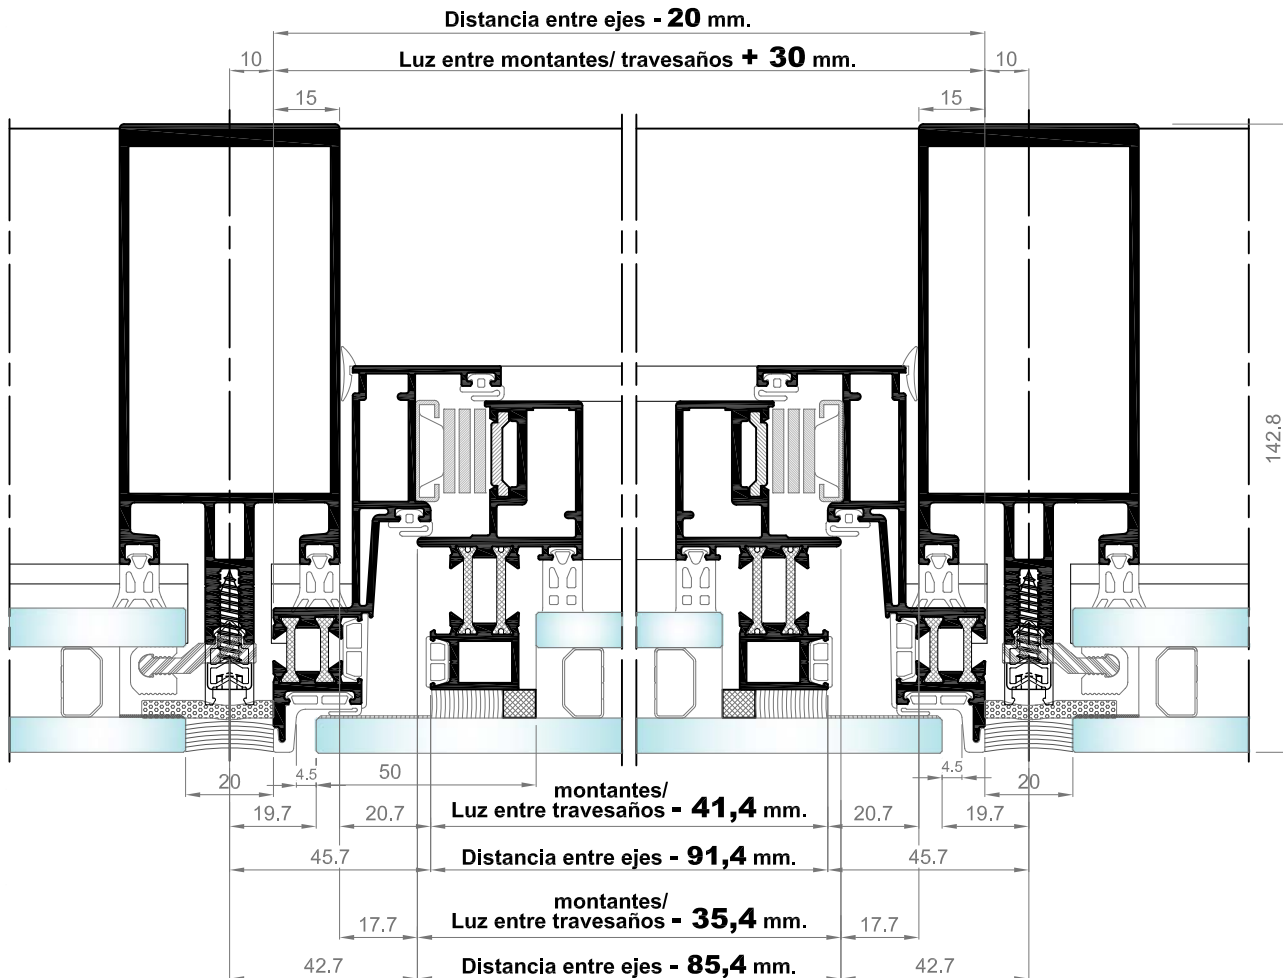 Distancia entre ejes - 20 mm.
10
Luz entre montantes/ travesaños + 30 mm.
10
15
15
142.8
4.5
50
4.5
20
20
montantes/
Luz entre travesaños - 41,4 mm.
19.7
20.7
20.7
19.7
45.7
Distancia entre ejes - 91,4 mm.
45.7
montantes/
Luz entre travesaños - 35,4 mm.
17.7
17.7
42.7
Distancia entre ejes - 85,4 mm.
42.7